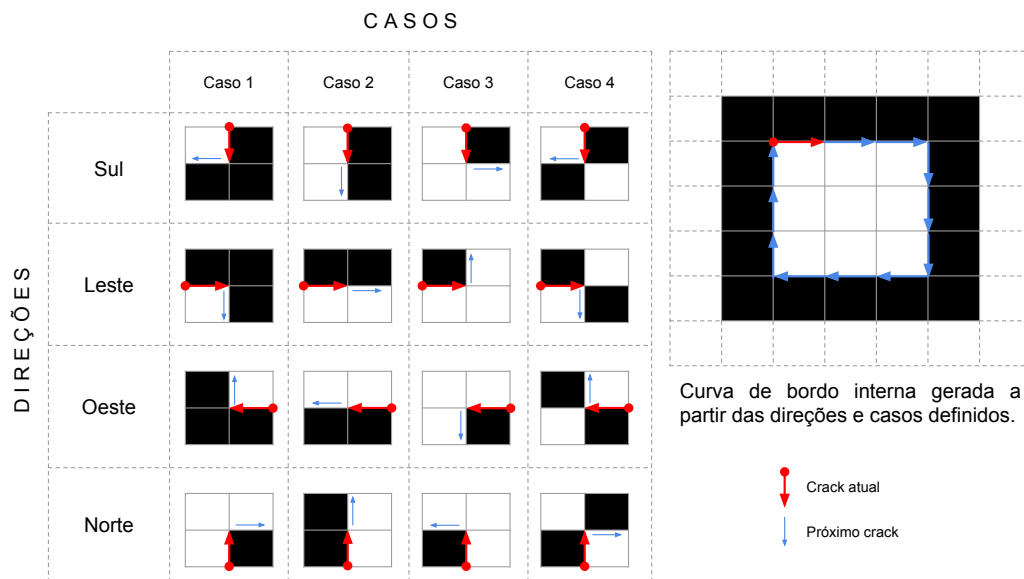 CASOS
Caso 1
Caso 2
Caso 3
Caso 4
DIREÇÕES
Sul
Leste
Oeste
Norte
Curva de bordo interna gerada a
partir das direções e casos definidos.
Crack atual
Próximo crack